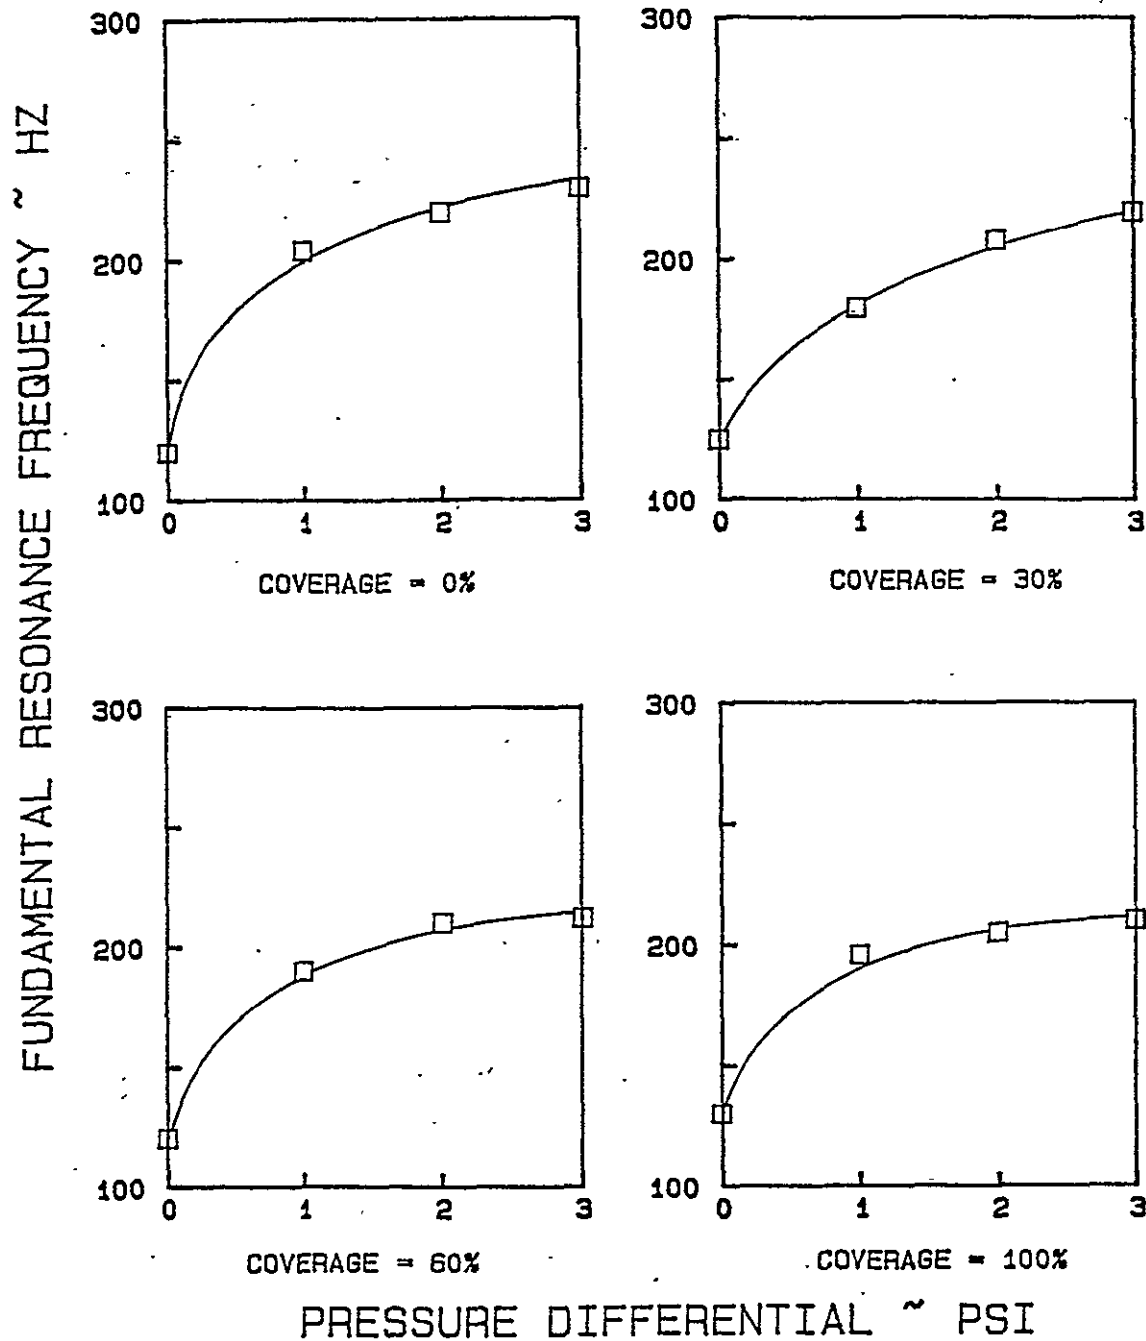 FUNDAMENTAL RESONANCE FREQUENCY ~ HZ
300
200
100
0 1 2 3
COVERAGE = 0%
300
200
100
0 1 2 3
COVERAGE = 30%
300
200
100
0 1 2 3
COVERAGE = 60%
300
200
100
0 1 2 3
COVERAGE = 100%
PRESSURE DIFFERENTIAL ~ PSI